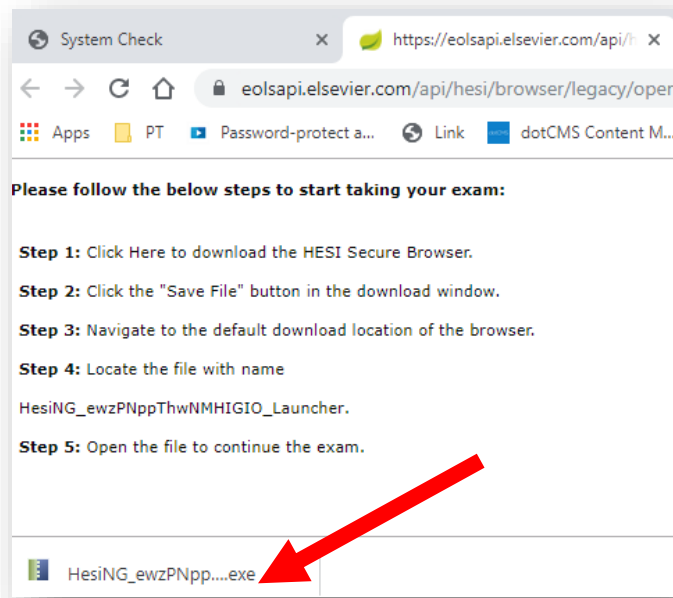 System Check
https://eolsapi.elsevier.com/api/h
eolsapi.elsevier.com/api/hesi/browser/legacy/oper
Apps PT Password-protect a... Link dotCMS Content M...
Please follow the below steps to start taking your exam:
Step 1: Click Here to download the HESI Secure Browser.
Step 2: Click the "Save File" button in the download window.
Step 3: Navigate to the default download location of the browser.
Step 4: Locate the file with name
HesiNG_ewzPNppThwNMHIGIO_Launcher.
Step 5: Open the file to continue the exam.
HesiNG_ewzPNpp....exe